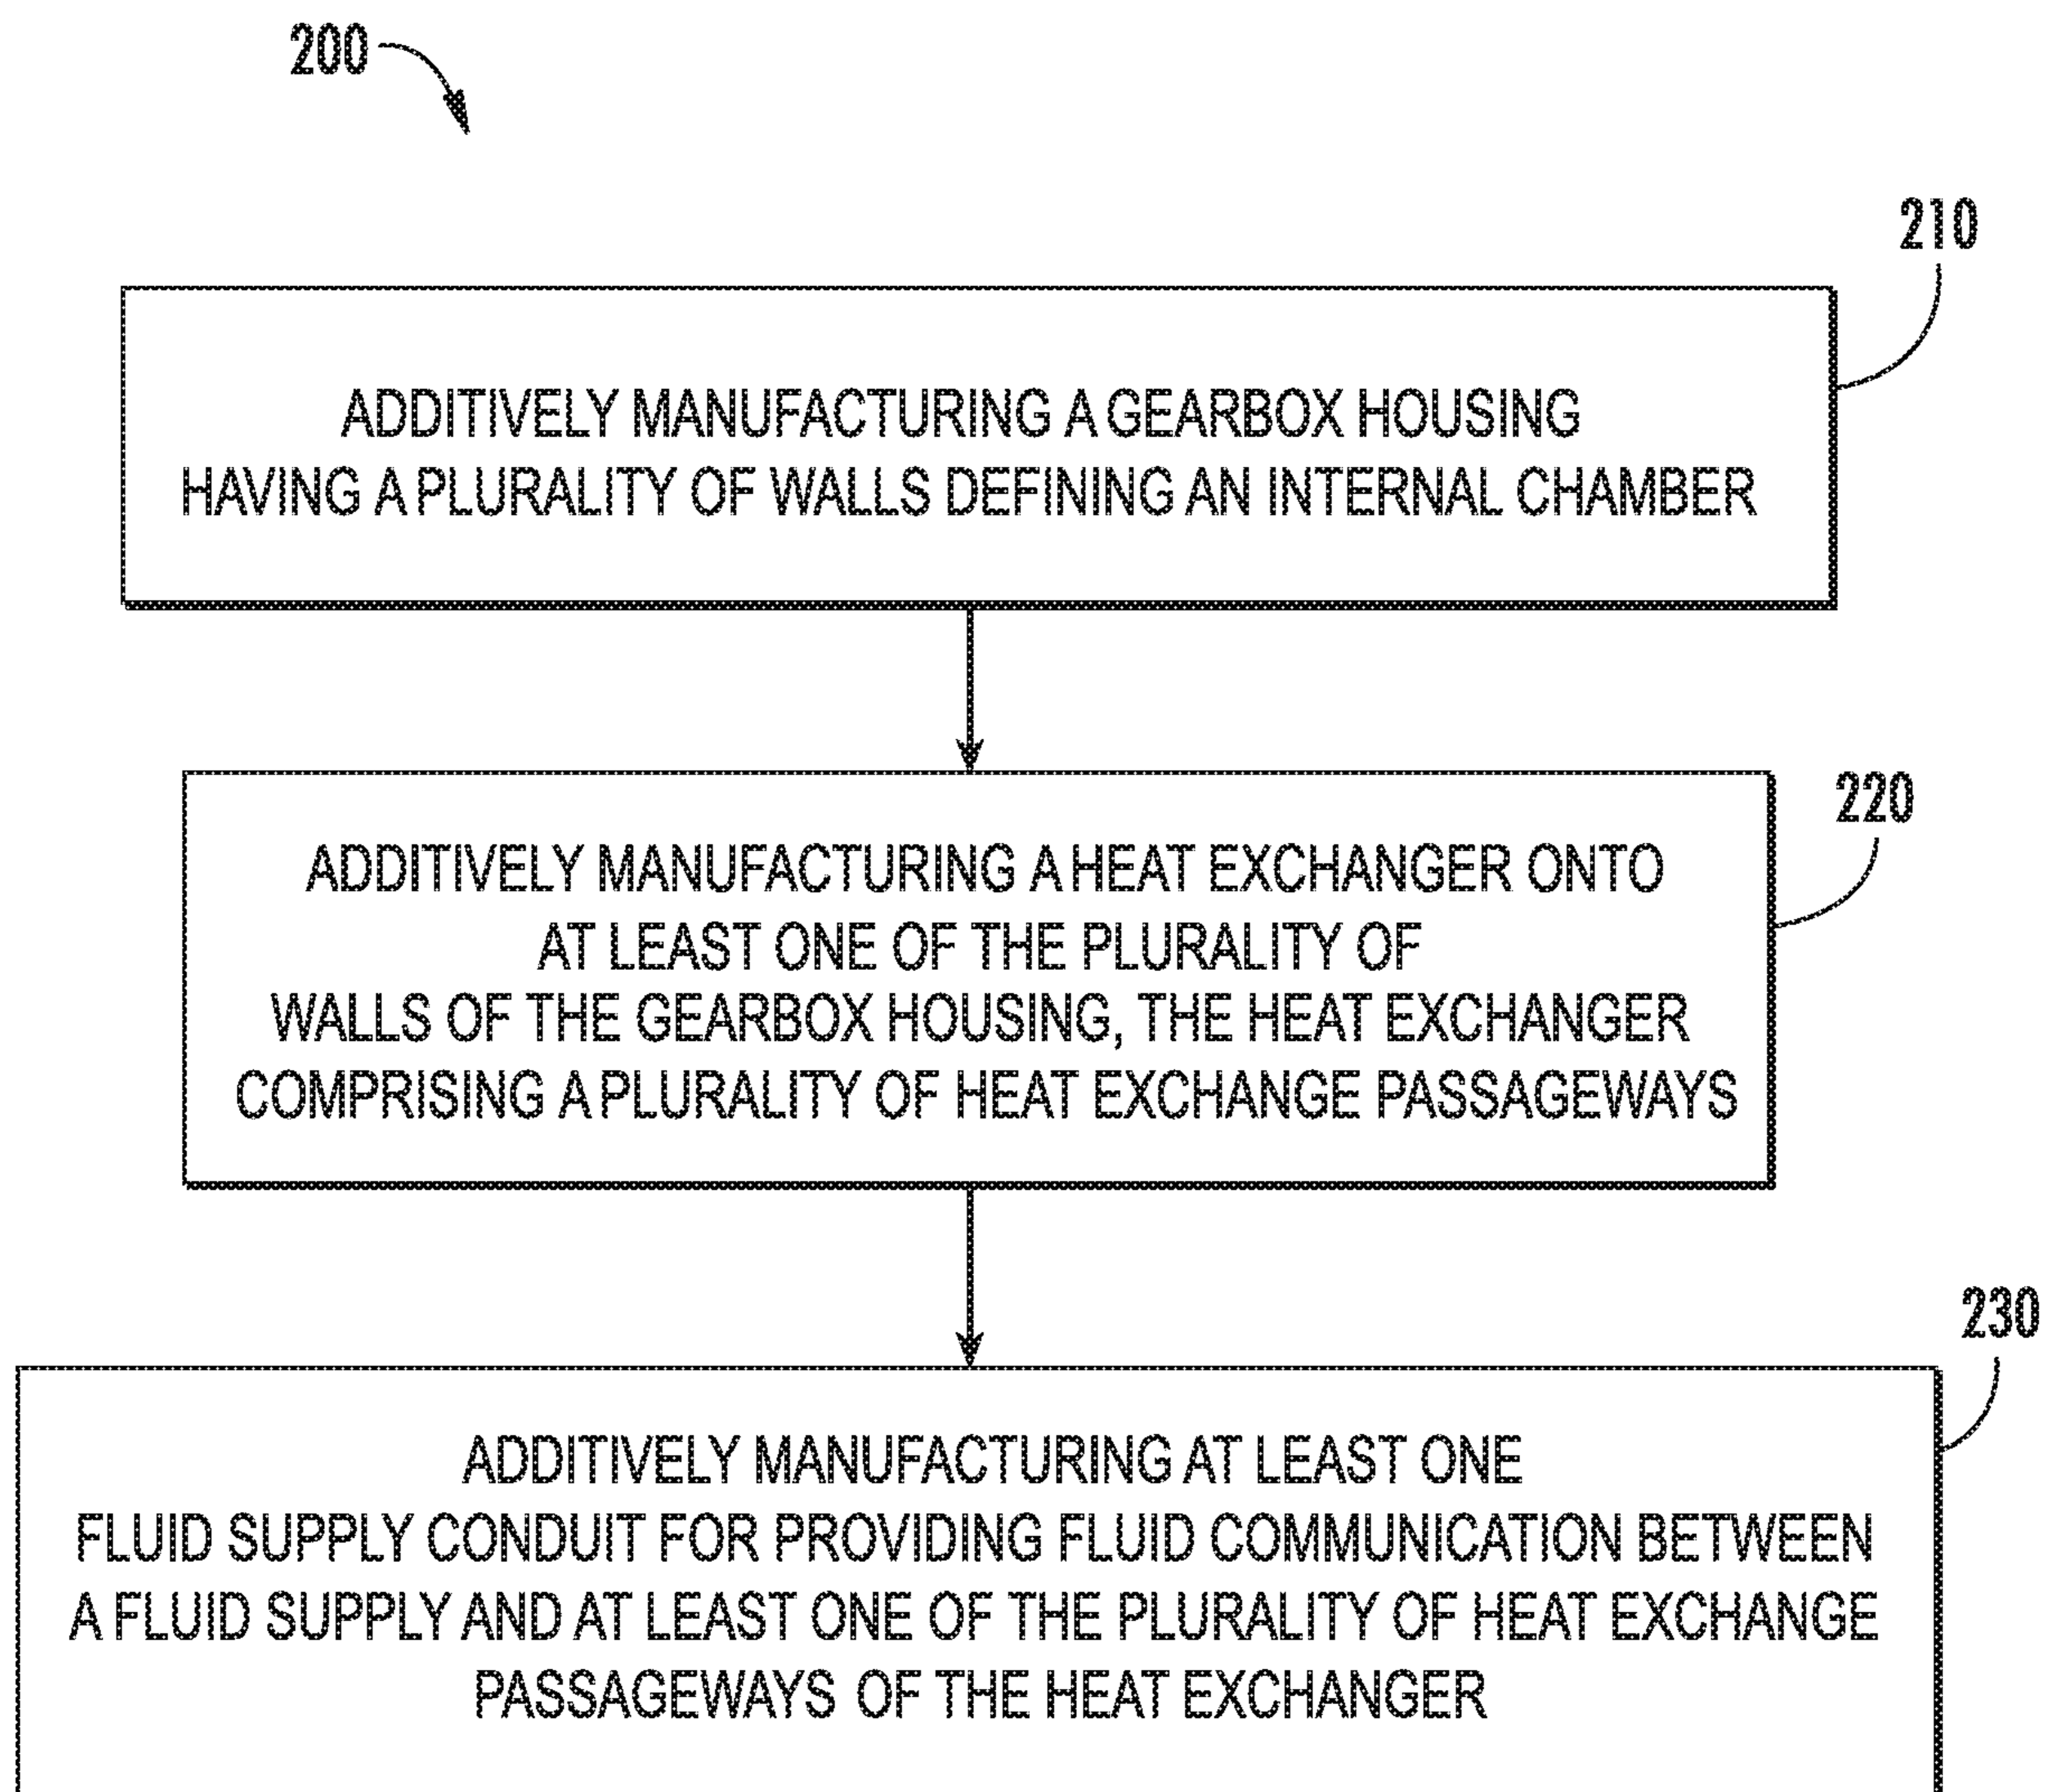 200
210
ADDITIVELY MANUFACTURING A GEARBOX HOUSING
HAVING A PLURALITY OF WALLS DEFINING AN INTERNAL CHAMBER
220
ADDITIVELY MANUFACTURING A HEAT EXCHANGER ONTO
AT LEAST ONE OF THE PLURALITY OF
WALLS OF THE GEARBOX HOUSING, THE HEAT EXCHANGER
COMPRISING A PLURALITY OF HEAT EXCHANGE PASSAGEWAYS
230
ADDITIVELY MANUFACTURING AT LEAST ONE
FLUID SUPPLY CONDUIT FOR PROVIDING FLUID COMMUNICATION BETWEEN
A FLUID SUPPLY AND AT LEAST ONE OF THE PLURALITY OF HEAT EXCHANGE
PASSAGEWAYS OF THE HEAT EXCHANGER